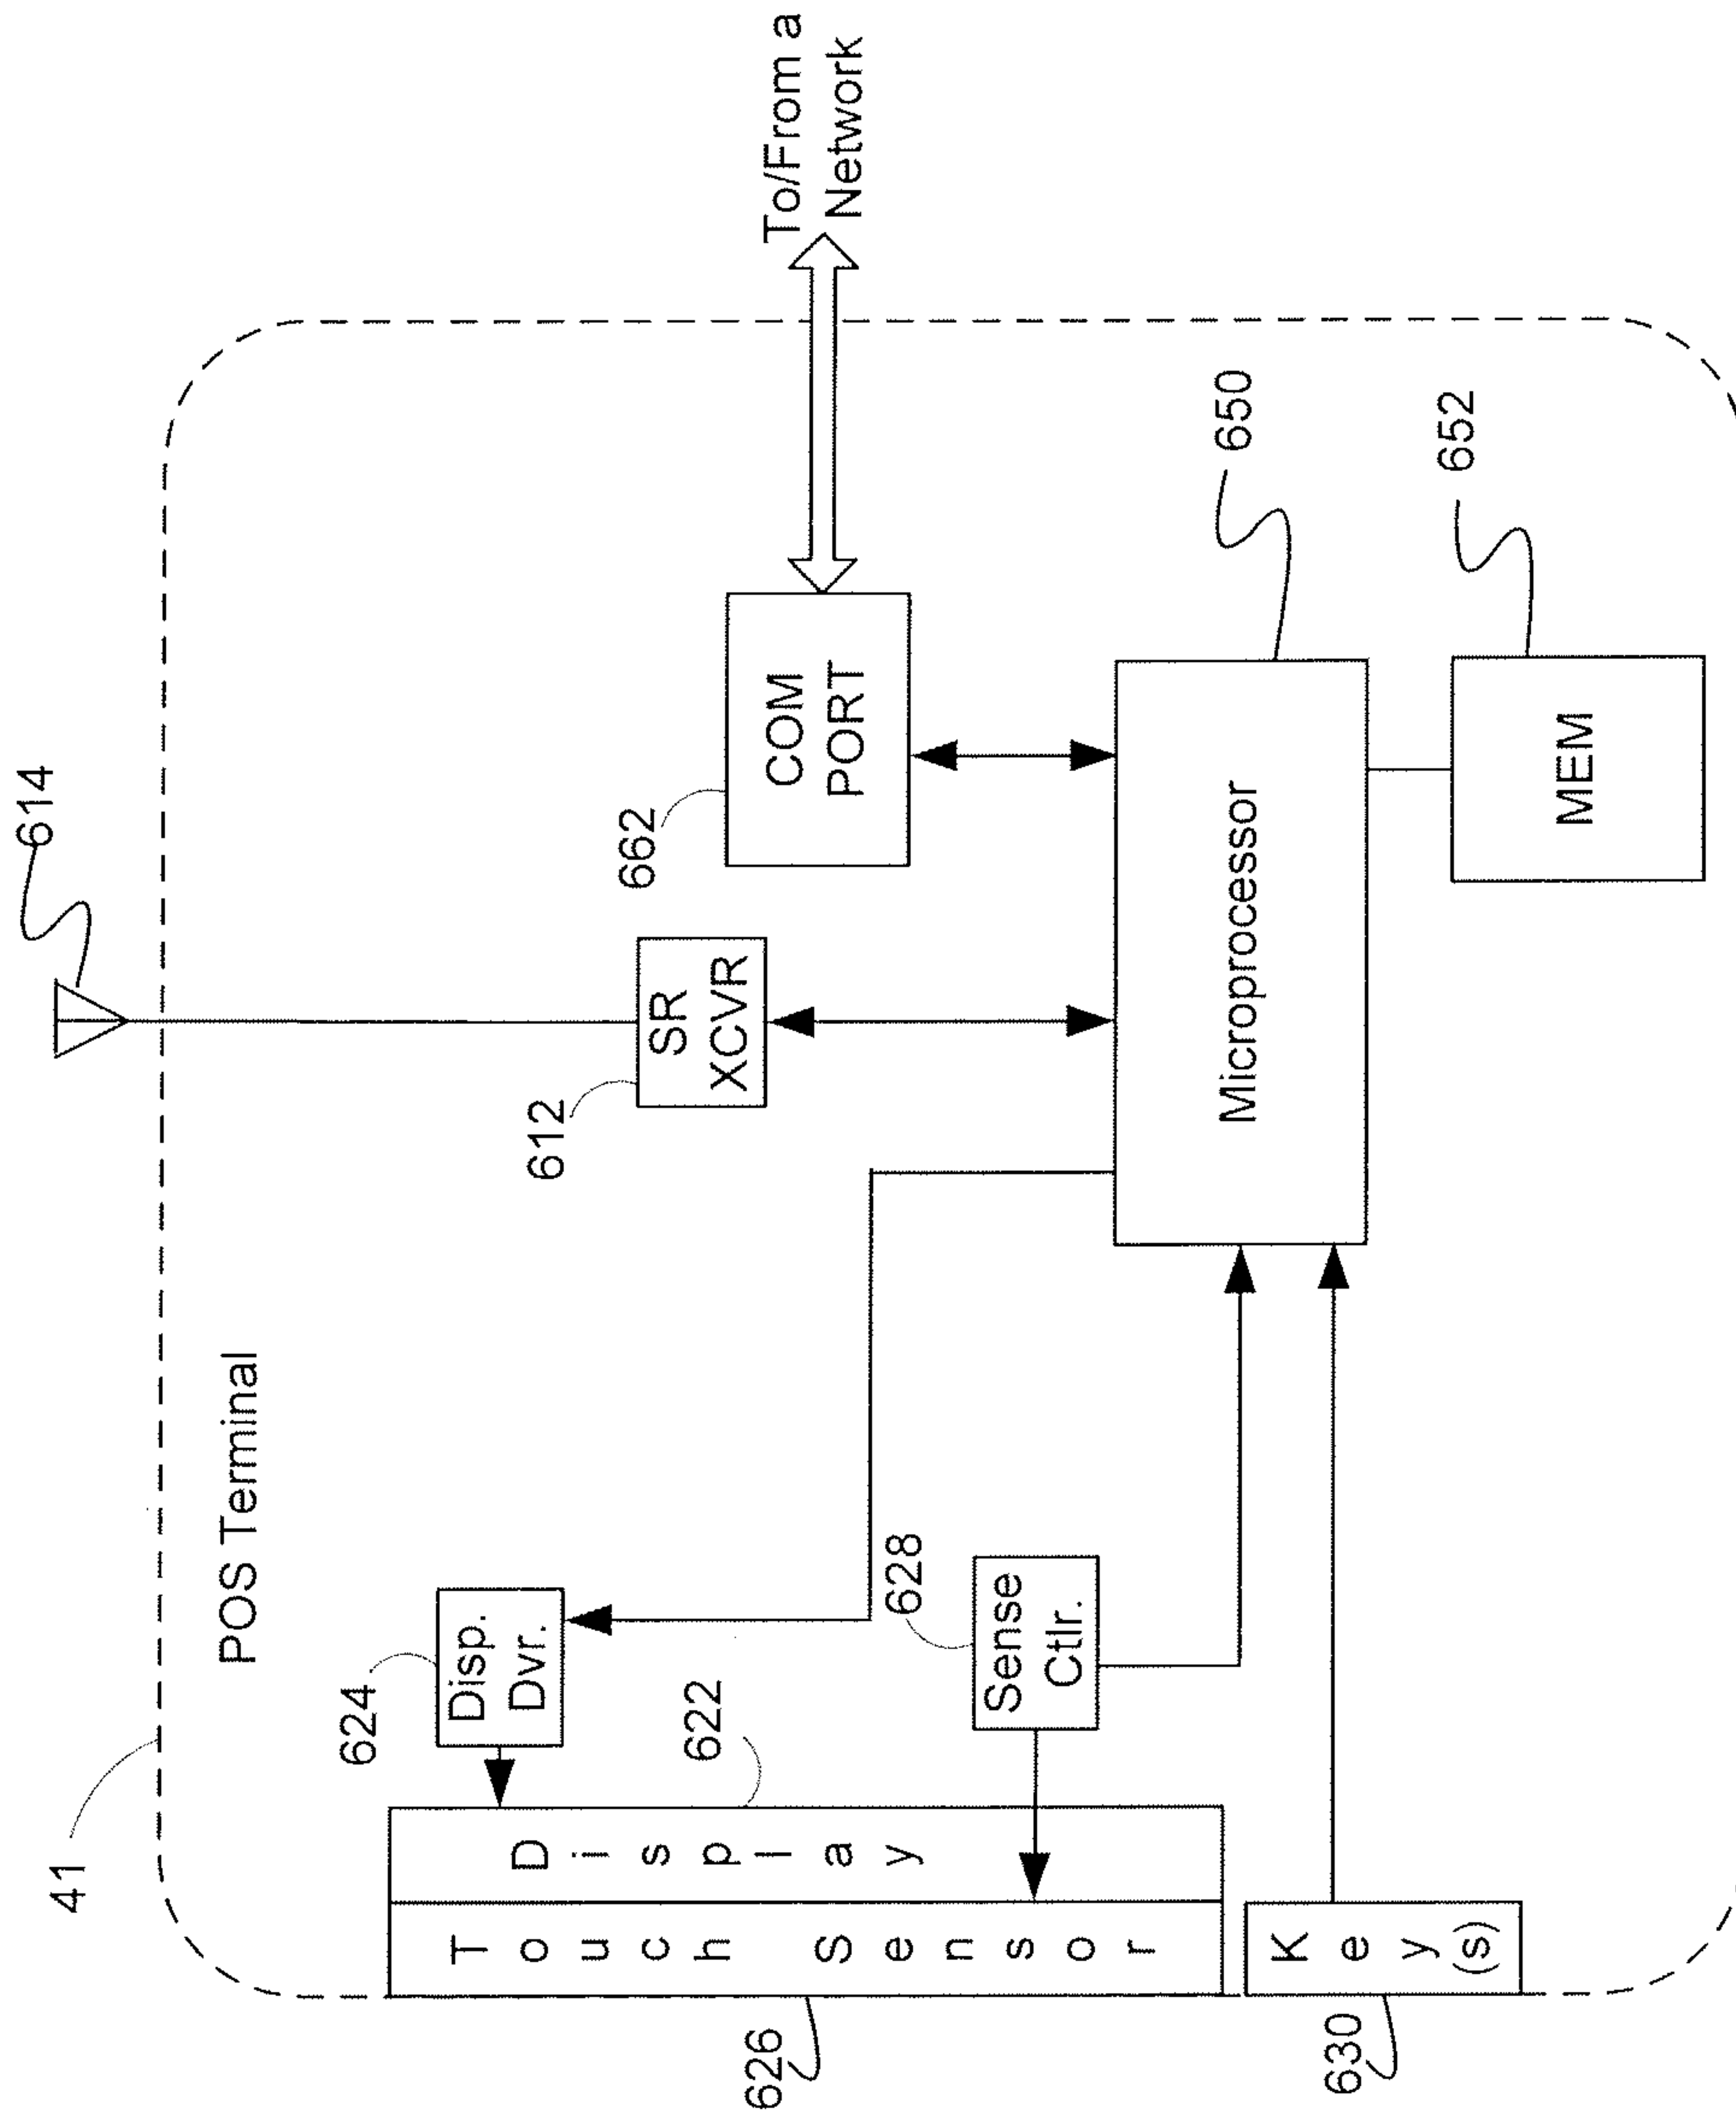 41
POS Terminal
614
To/From a
Network
624
Disp.
Dvr.
612
SR
XCVR
662
COM
PORT
622
Display
626
Touch Sensor
628
Sense
Ctlr.
Microprocessor
650
652
MEM
630
Key
(s)